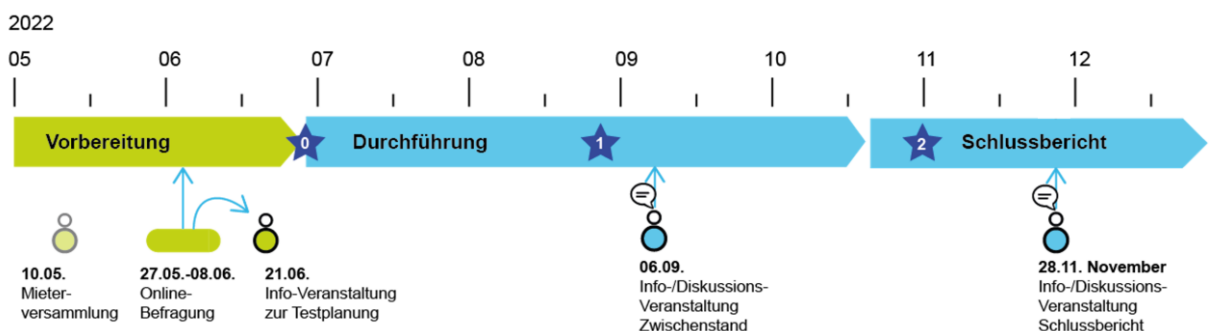 2022
05 06 07 08 09 10 11 12
Vorbereitung 0 Durchführung 1 2 Schlussbericht
10.05.
Mieter-
versammlung
27.05.-08.06.
Online-
Befragung
21.06.
Info-Veranstaltung
zur Testplanung
06.09.
Info-/Diskussions-
Veranstaltung
Zwischenstand
28.11. November
Info-/Diskussions-
Veranstaltung
Schlussbericht